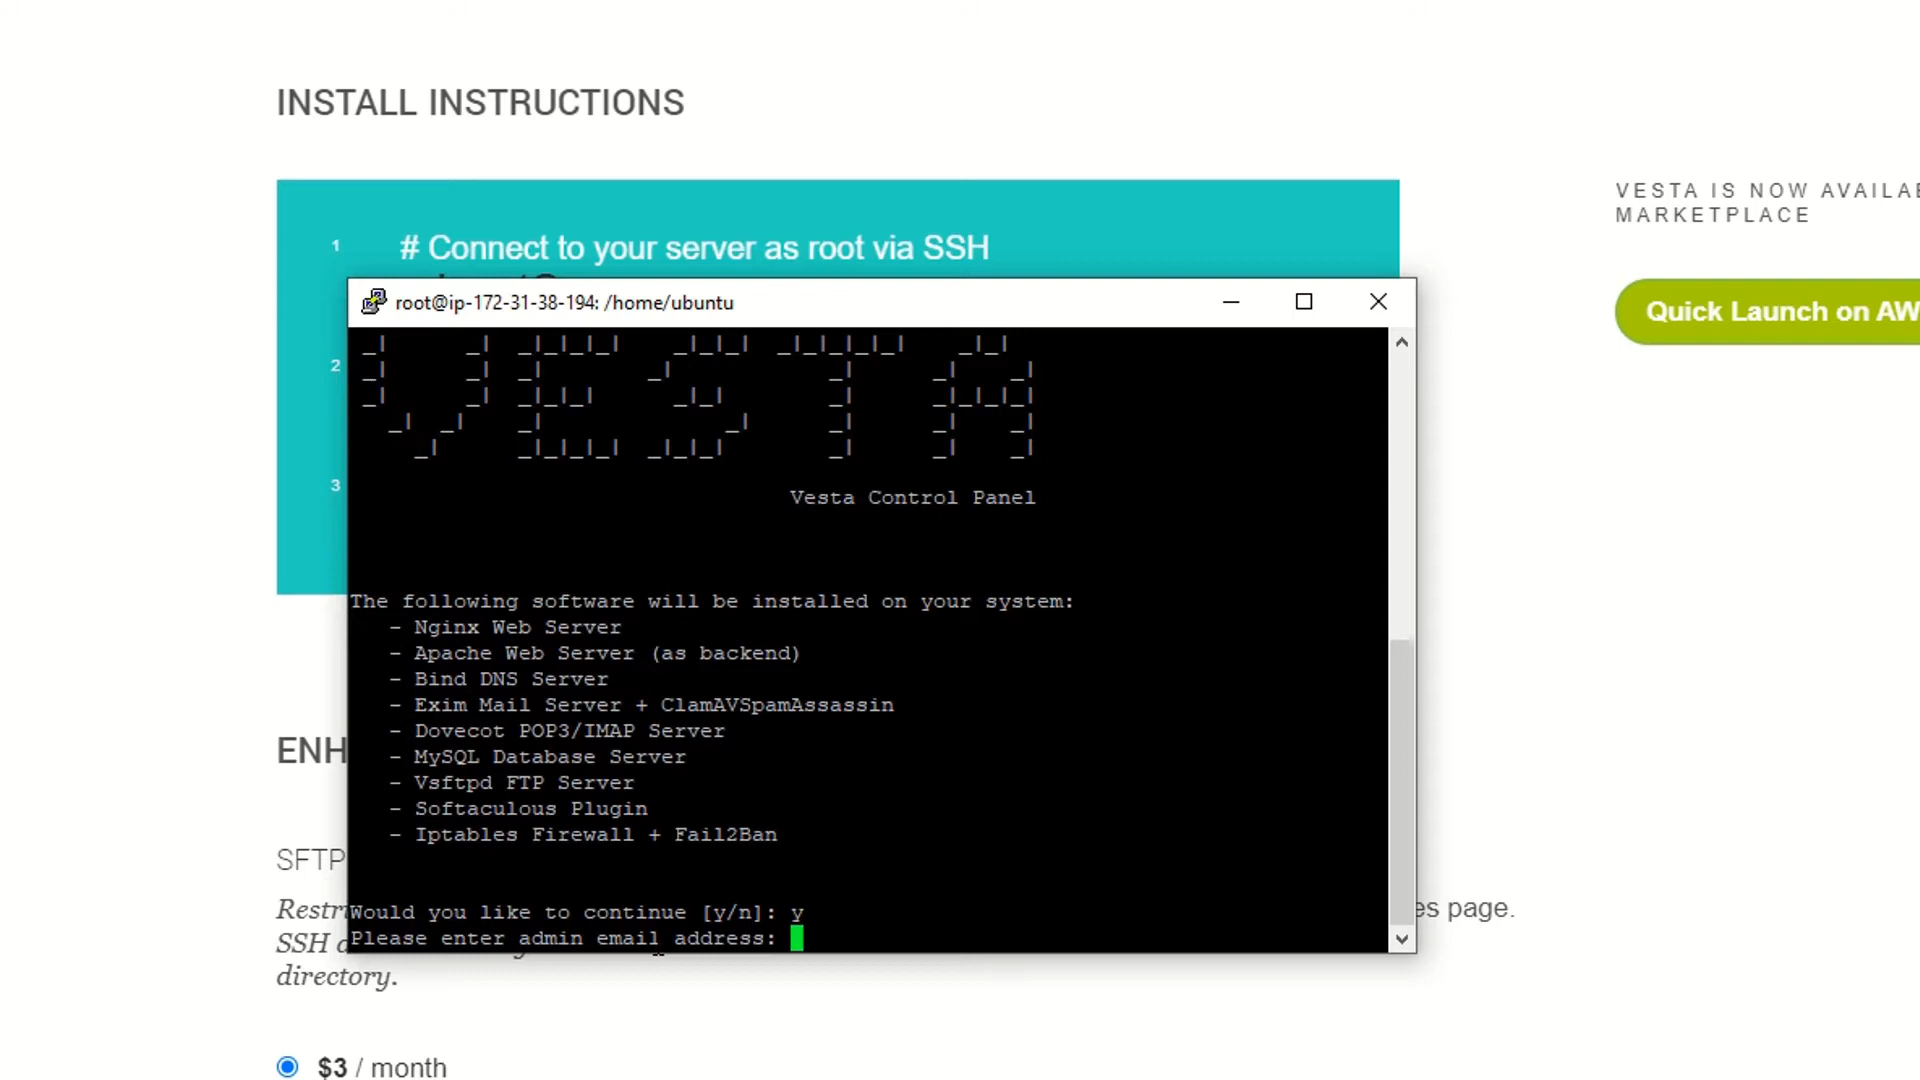 INSTALL INSTRUCTIONS
VESTA IS NOW AVAILAB
MARKETPLACE
Quick Launch on AW
1 # Connect to your server as root via SSH
2
3
root@ip-172-31-38-194: /home/ubuntu
VESTA
Vesta Control Panel
The following software will be installed on your system:
- Nginx Web Server
- Apache Web Server (as backend)
- Bind DNS Server
- Exim Mail Server + ClamAVSpamAssassin
- Dovecot POP3/IMAP Server
- MySQL Database Server
- Vsftpd FTP Server
- Softaculous Plugin
- Iptables Firewall + Fail2Ban
Would you like to continue [y/n]: y
Please enter admin email address:
ENH
SFTP
Restri
es page.
SSH
directory.
$3 / month